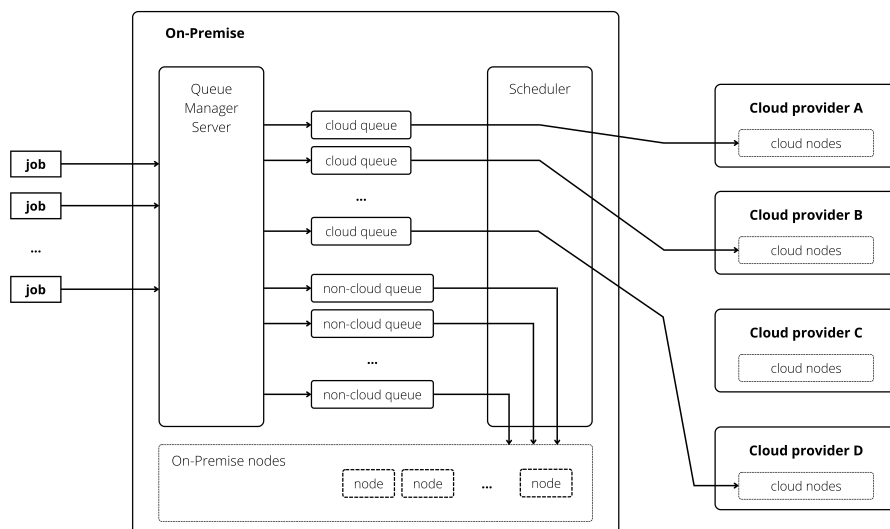 On-Premise
Queue
Manager
Server
Scheduler
cloud queue
cloud queue
...
cloud queue
non-cloud queue
non-cloud queue
...
non-cloud queue
job
job
...
job
On-Premise nodes
node
node
...
node
Cloud provider A
cloud nodes
Cloud provider B
cloud nodes
Cloud provider C
cloud nodes
Cloud provider D
cloud nodes